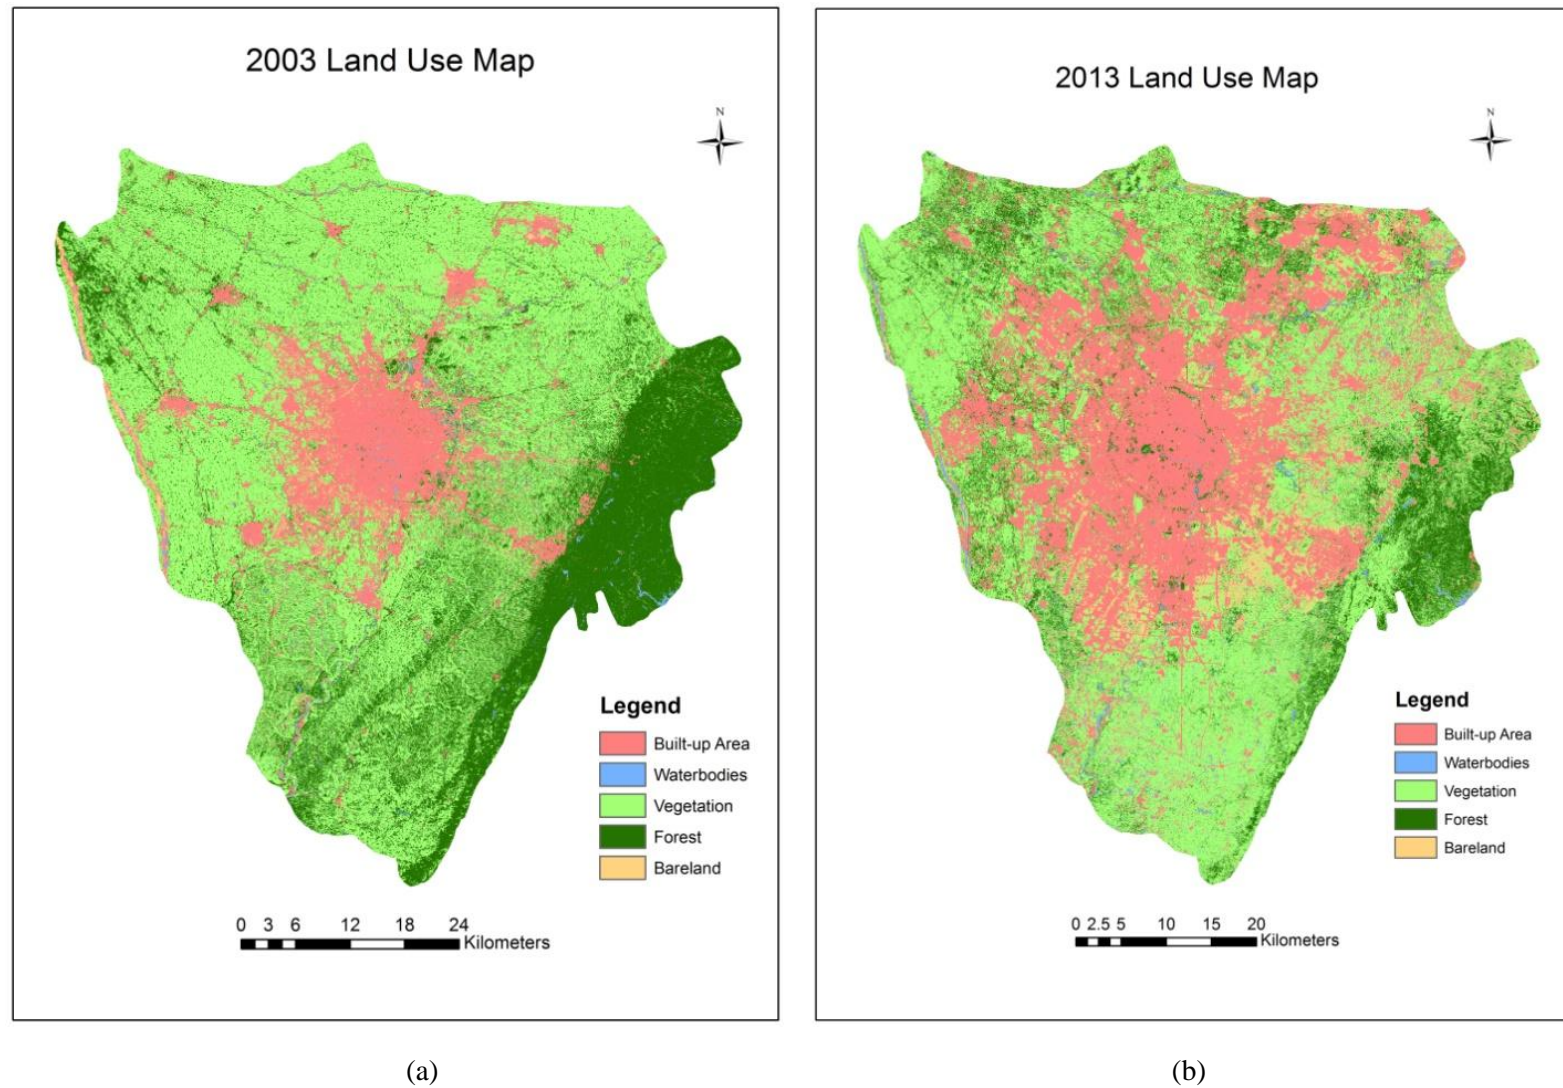 2003 Land Use Map
N
Legend
Built-up Area
Waterbodies
Vegetation
Forest
Bareland
0 3 6 12 18 24
Kilometers
(a)
2013 Land Use Map
N
Legend
Built-up Area
Waterbodies
Vegetation
Forest
Bareland
0 2.5 5 10 15 20
Kilometers
(b)